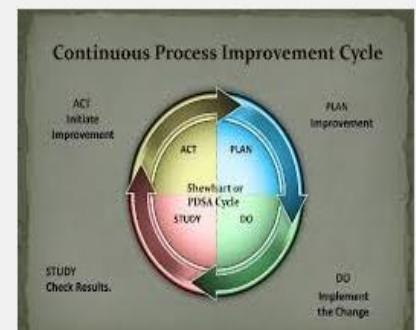 Continuous Process Improvement Cycle
ACT
Initiate
Improvement
PLAN
Improvement
ACT
PLAN
Shewhart or
PDSA Cycle
STUDY
DO
STUDY
Check Results.
DO
Implement
the Change